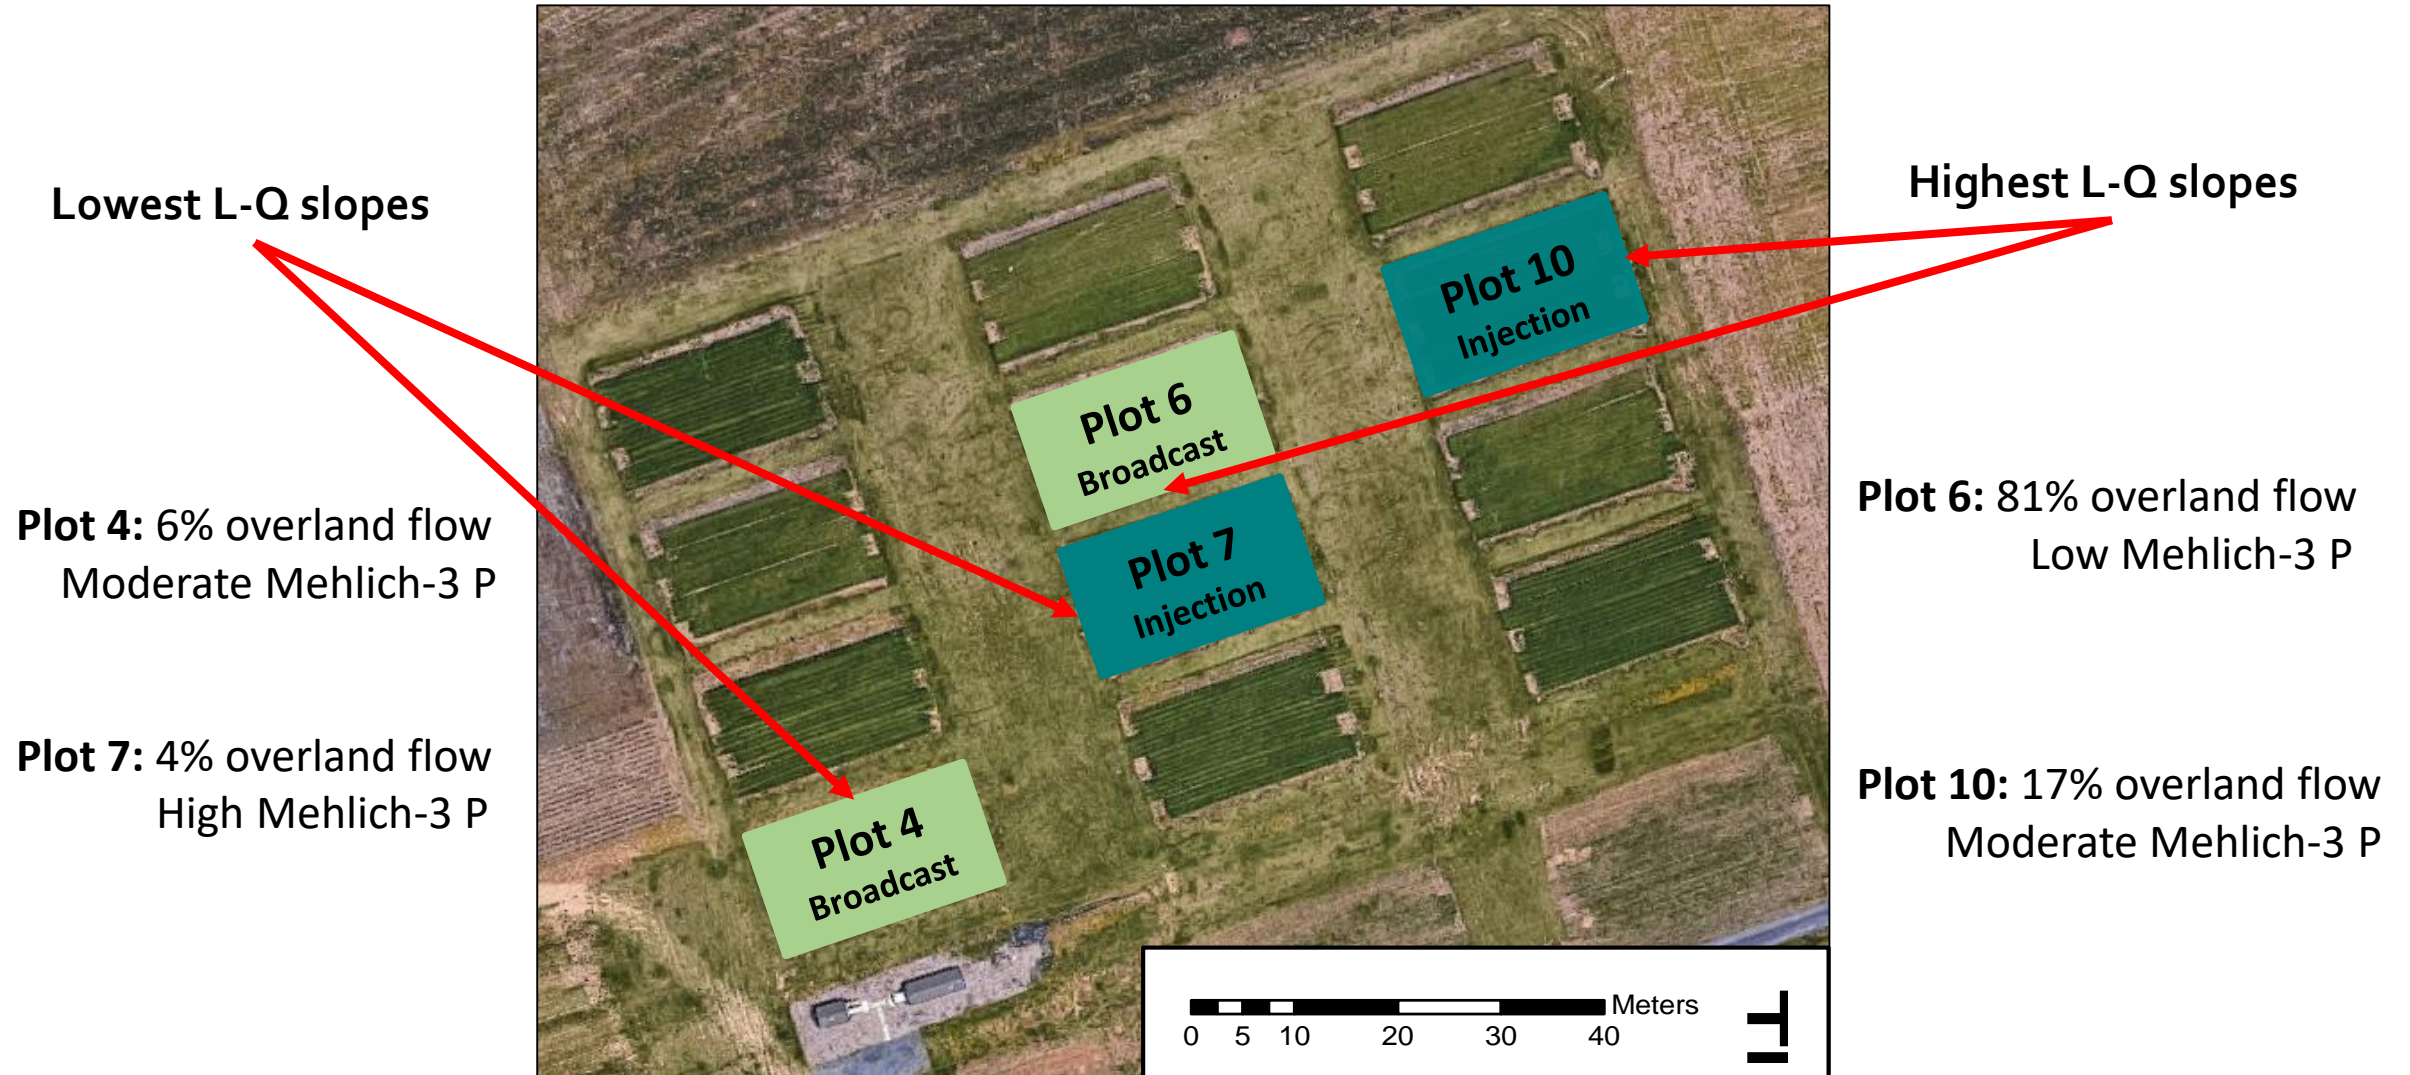 Lowest L-Q slopes
Highest L-Q slopes
Plot 4: 6% overland flow
Moderate Mehlich-3 P
Plot 7: 4% overland flow
High Mehlich-3 P
Plot 10
Injection
Plot 6
Broadcast
Plot 7
Injection
Plot 4
Broadcast
Plot 6: 81% overland flow
Low Mehlich-3 P
Plot 10: 17% overland flow
Moderate Mehlich-3 P
Meters
0 5 10 20 30 40